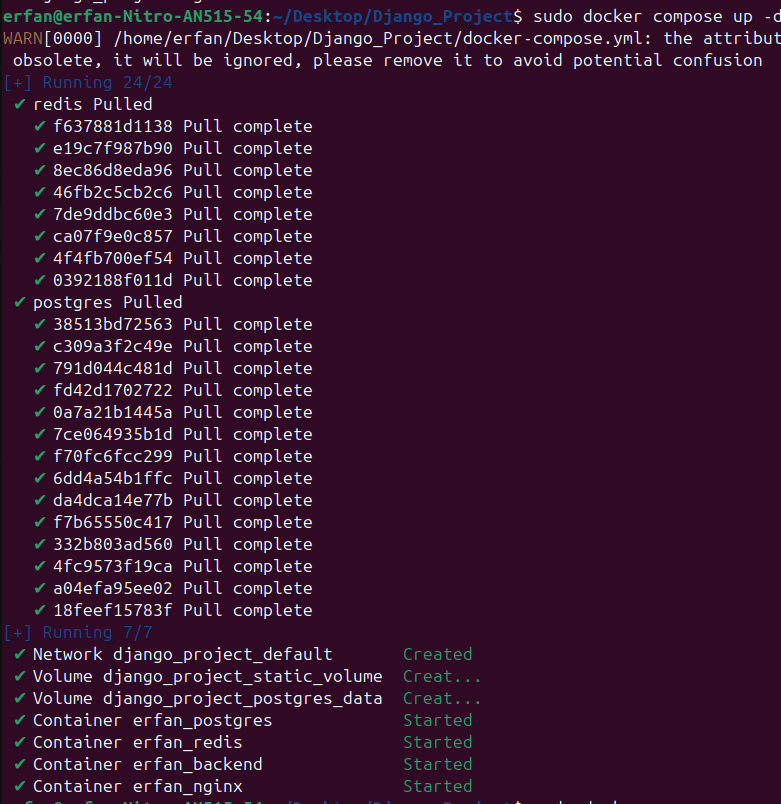 erfan@erfan-Nitro-AN515-54:~/Desktop/Django_Project$ sudo docker compose up -d
WARN[0000] /home/erfan/Desktop/Django_Project/docker-compose.yml: the attribut
obsolete, it will be ignored, please remove it to avoid potential confusion
[+] Running 24/24
✔ redis Pulled
✔ f637881d1138 Pull complete
✔ e19c7f987b90 Pull complete
✔ 8ec86d8eda96 Pull complete
✔ 46fb2c5cb2c6 Pull complete
✔ 7de9ddbc60e3 Pull complete
✔ ca07f9e0c857 Pull complete
✔ 4f4fb700ef54 Pull complete
✔ 0392188f011d Pull complete
✔ postgres Pulled
✔ 38513bd72563 Pull complete
✔ c309a3f2c49e Pull complete
✔ 791d044c481d Pull complete
✔ fd42d1702722 Pull complete
✔ 0a7a21b1445a Pull complete
✔ 7ce064935b1d Pull complete
✔ f70fc6fcc299 Pull complete
✔ 6dd4a54b1ffc Pull complete
✔ da4dca14e77b Pull complete
✔ f7b65550c417 Pull complete
✔ 332b803ad560 Pull complete
✔ 4fc9573f19ca Pull complete
✔ a04efa95ee02 Pull complete
✔ 18feef15783f Pull complete
[+] Running 7/7
✔ Network django_project_default Created
✔ Volume django_project_static_volume Creat...
✔ Volume django_project_postgres_data Creat...
✔ Container erfan_postgres Started
✔ Container erfan_redis Started
✔ Container erfan_backend Started
✔ Container erfan_nginx Started